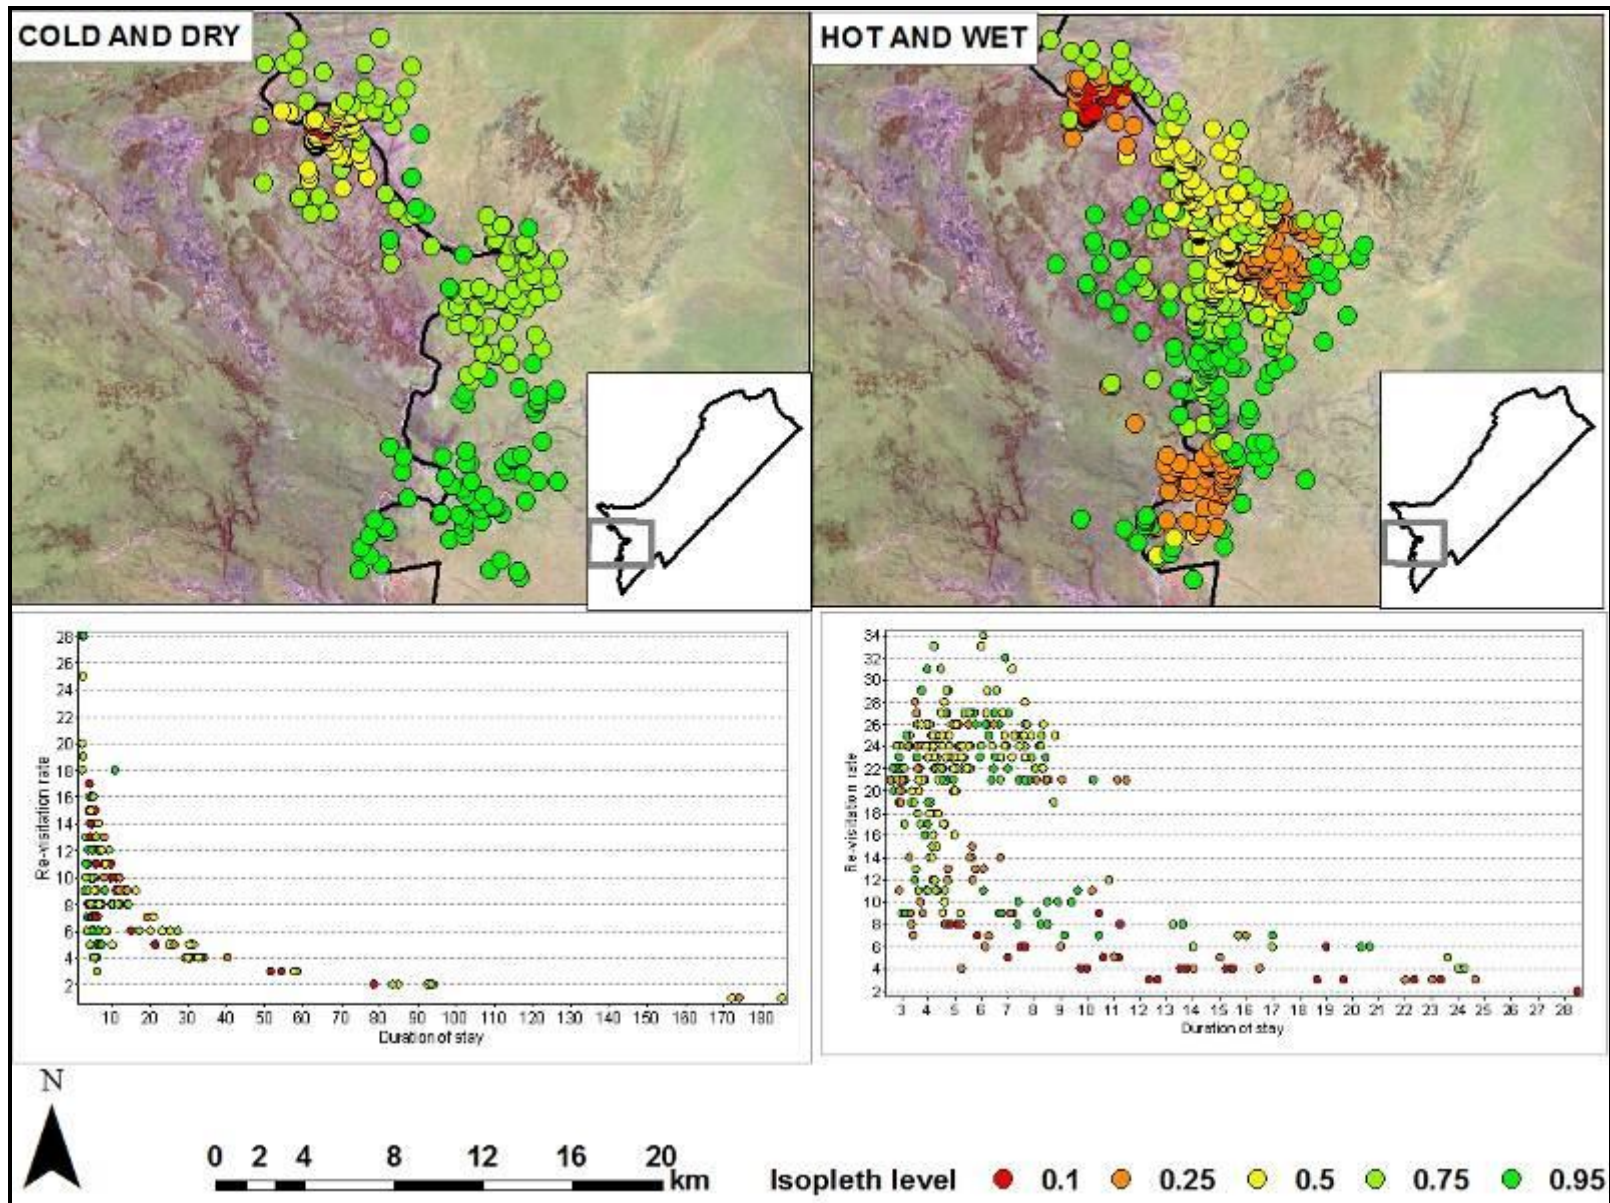 COLD AND DRY
HOT AND WET
28
26
24
22
20
18
16
14
12
10
8
6
4
2
Re-visitation rate
10 20 30 40 50 60 70 80 90 100 110 120 130 140 150 160 170 180
Duration of stay
34
32
30
28
26
24
22
20
18
16
14
12
10
8
6
4
2
Re-visitation rate
3 4 5 6 7 8 9 10 11 12 13 14 15 16 17 18 19 20 21 22 23 24 25 26 27 28
Duration of stay
N
0 2 4 8 12 16 20 km
Isopleth level 0.1 0.25 0.5 0.75 0.95